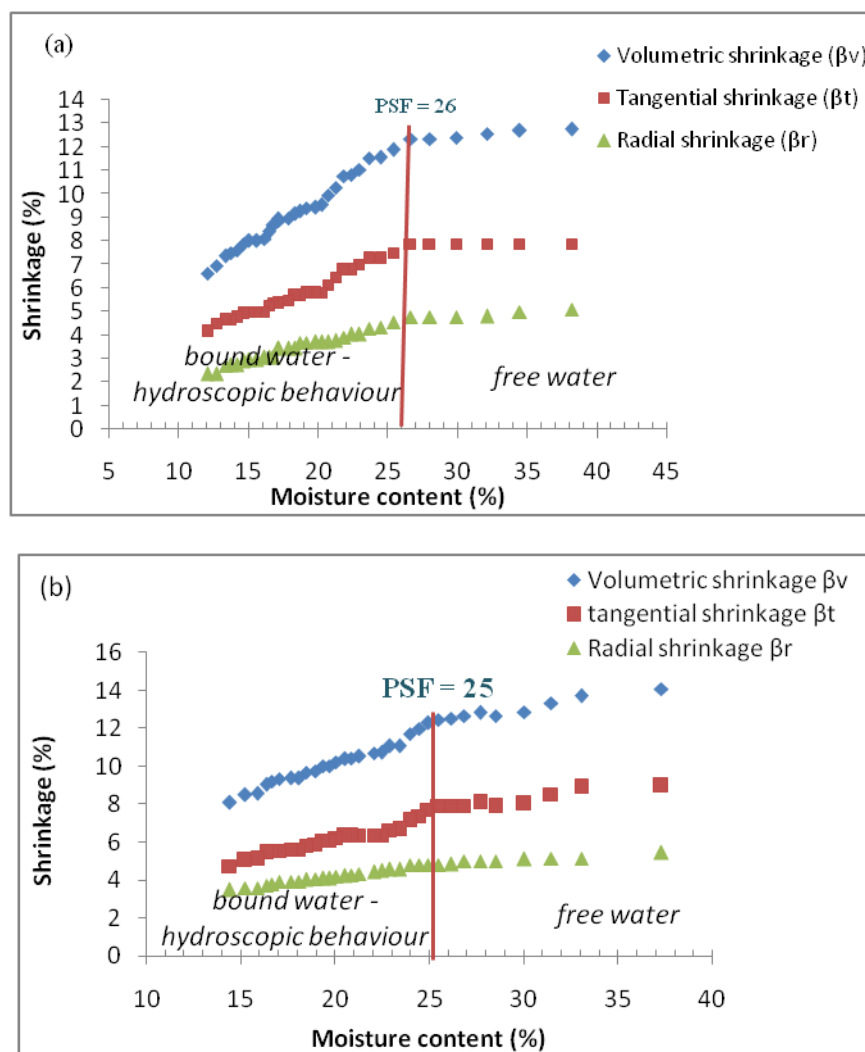 (a)
Volumetric shrinkage (βv)
Tangential shrinkage (βt)
Radial shrinkage (βr)
PSF = 26
14
13
12
11
10
9
8
7
6
5
4
3
2
1
0
Shrinkage (%)
bound water -
hydroscopic behaviour
free water
5 10 15 20 25 30 35 40 45
Moisture content (%)
(b)
Volumetric shrinkage βv
tangential shrinkage βt
Radial shrinkage βr
PSF = 25
16
14
12
10
8
6
4
2
0
Shrinkage (%)
bound water -
hydroscopic behaviour
free water
10 15 20 25 30 35 40
Moisture content (%)